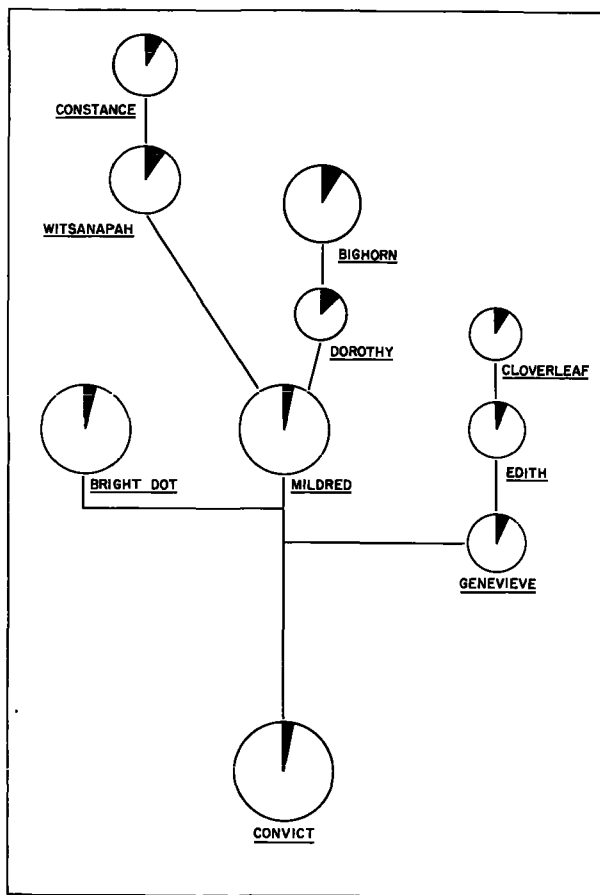 CONSTANCE
WITSANAPAH
BIGHORN
DOROTHY
CLOVERLEAF
BRIGHT DOT
MILDRED
EDITH
GENEVIEVE
CONVICT